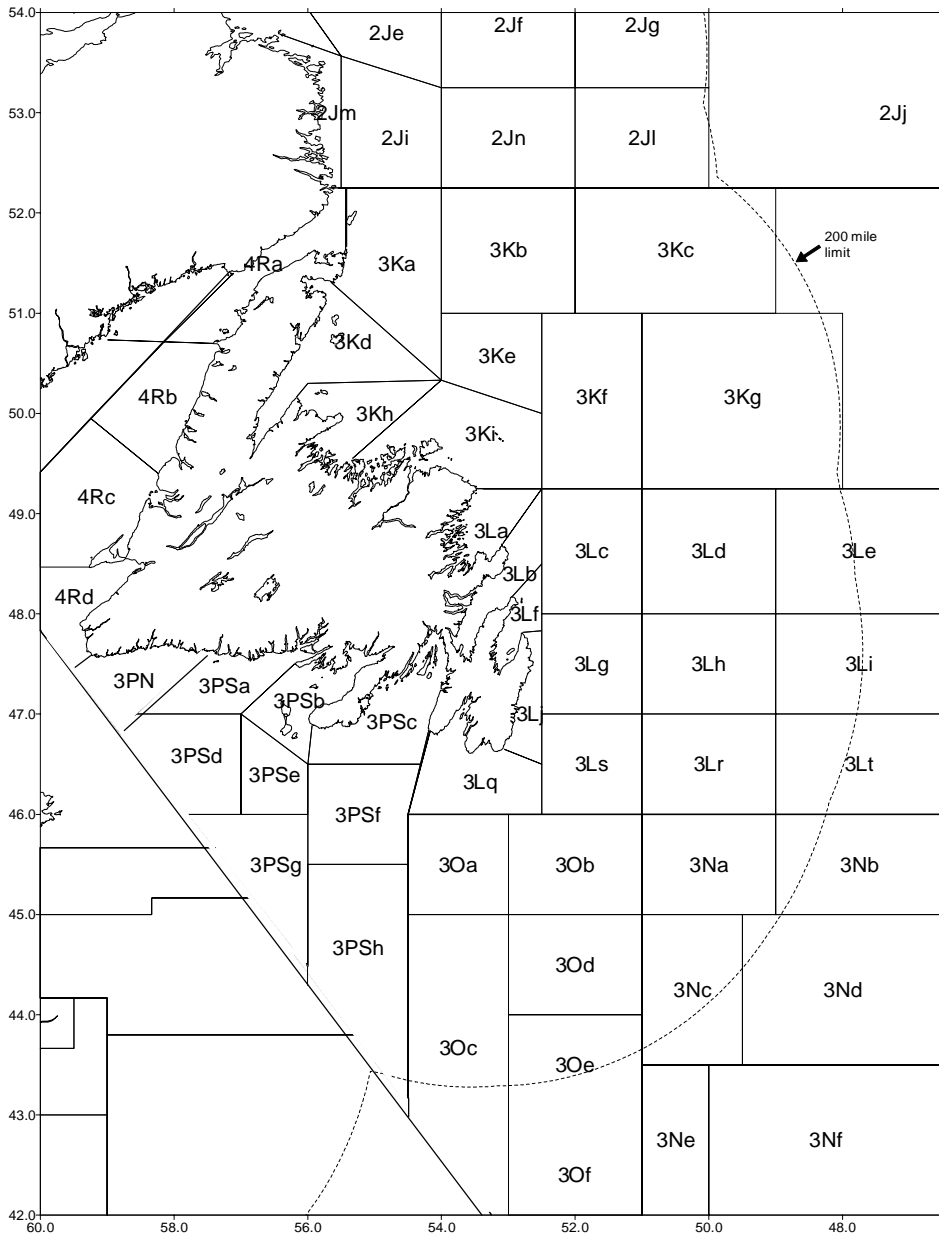 54.0
2Je
2Jf
2Jg
53.0
2Jm
2Ji
2Jn
2Jl
2Jj
52.0
4Ra
3Ka
3Kb
3Kc
200 mile
limit
51.0
3Kd
3Ke
4Rb
3Kh
3Kf
3Kg
50.0
3Ki
4Rc
49.0
3La
3Lc
3Ld
3Le
3Lb
4Rd
48.0
3Lf
3PN
3PSa
3Lg
3Lh
3Li
3PSb
47.0
3PSc
3Lj
3PSd
3PSe
3Lq
3Ls
3Lr
3Lt
46.0
3PSf
3PSg
3Oa
3Ob
3Na
3Nb
45.0
3PSh
3Od
3Nc
3Nd
44.0
3Oc
3Oe
43.0
3Ne
3Nf
3Of
42.0
60.0
58.0
56.0
54.0
52.0
50.0
48.0